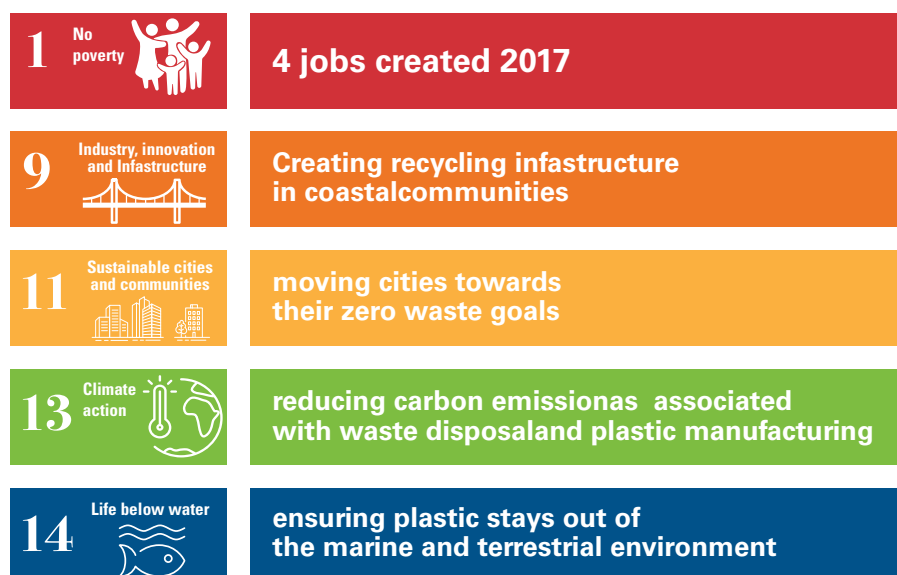 1
No
poverty
4 jobs created 2017
9
Industry, innovation
and Infastructure
Creating recycling infastructure
in coastalcommunities
11
Sustainable cities
and communities
moving cities towards
their zero waste goals
13
Climate
action
reducing carbon emissionas  associated
with waste disposaland plastic manufacturing
14
Life below water
ensuring plastic stays out of
the marine and terrestrial environment